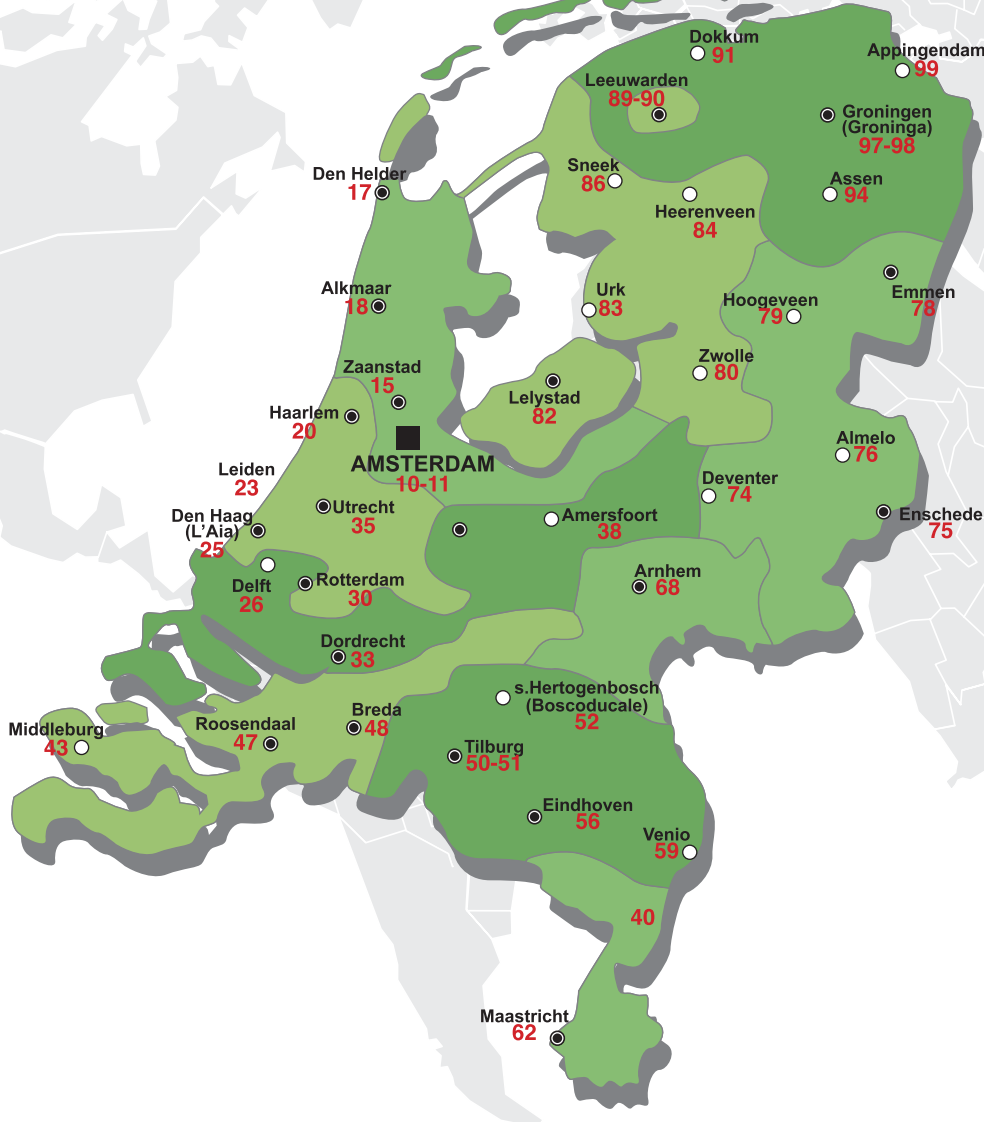 Dokkum
91
Appingendam
99
Leeuwarden
89-90
Groningen
(Groninga)
97-98
Den Helder
17
Sneek
86
Assen
94
Heerenveen
84
Alkmaar
18
Urk
83
Hoogeveen
79
Emmen
78
Zaanstad
15
Zwolle
80
Lelystad
82
Haarlem
20
AMSTERDAM
10-11
Almelo
76
Leiden
23
Deventer
74
Utrecht
35
Den Haag
(L'Aia)
25
Amersfoort
38
Enschede
75
Delft
26
Rotterdam
30
Arnhem
68
Dordrecht
33
s.Hertogenbosch
(Boscoducale)
52
Middleburg
43
Roosendaal
47
Breda
48
Tilburg
50-51
Eindhoven
56
Venio
59
40
Maastricht
62